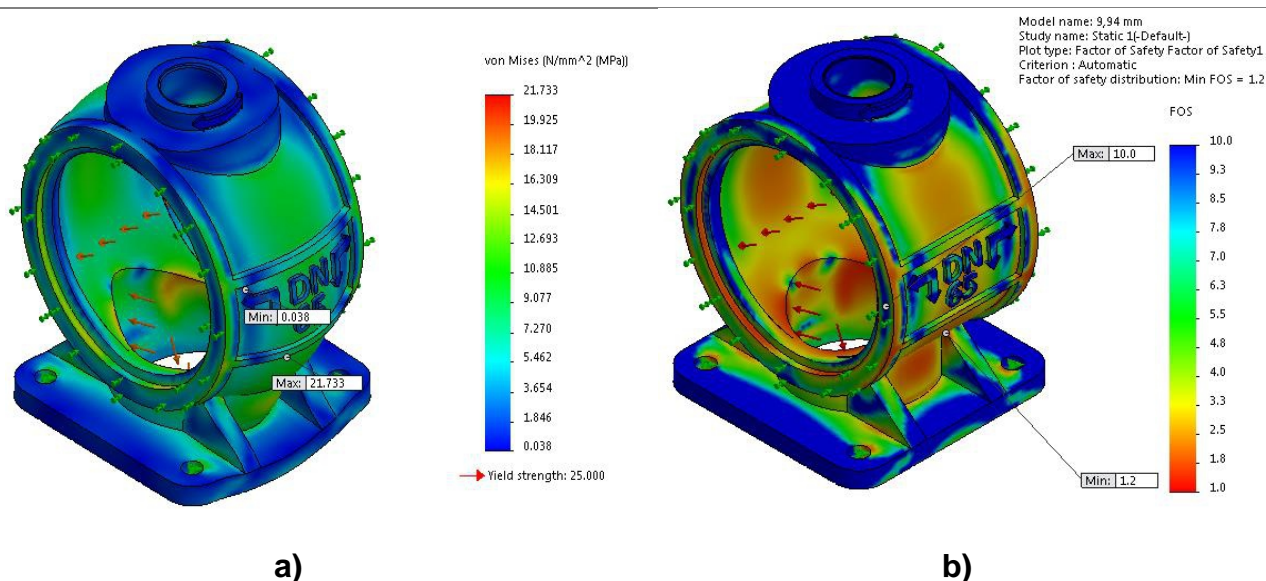 von Mises (N/mm^2 (MPa))
21.733
19.925
18.117
16.309
14.501
12.693
10.885
9.077
7.270
5.462
3.654
1.846
0.038
Yield strength: 25.000
DN
65
Min: 0.038
Max: 21.733
a)
Model name: 9,94 mm
Study name: Static 1(-Default-)
Plot type: Factor of Safety Factor of Safety1
Criterion : Automatic
Factor of safety distribution: Min FOS = 1.2
FOS
10.0
9.3
8.5
7.8
7.0
6.3
5.5
4.8
4.0
3.3
2.5
1.8
1.0
Max: 10.0
DN
65
Min: 1.2
b)